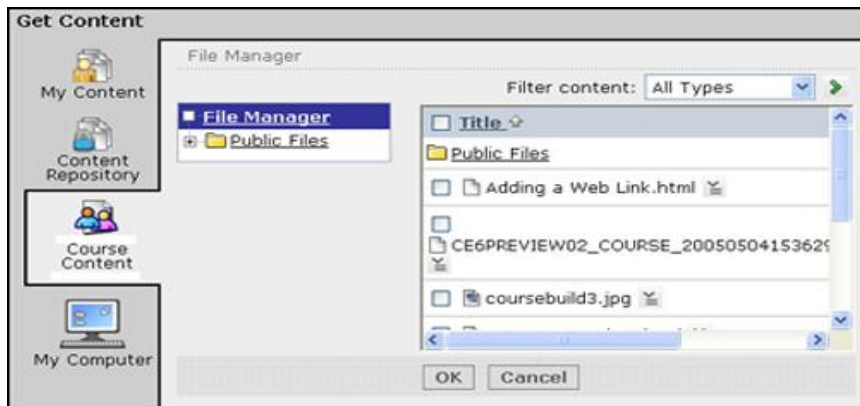 Get Content
My Content
Content
Repository
Course
Content
My Computer
File Manager
Filter content: All Types
File Manager
Public Files
Title
Public Files
Adding a Web Link.html
CE6PREVIEW02_COURSE_20050504153629
coursebuild3.jpg
OK Cancel